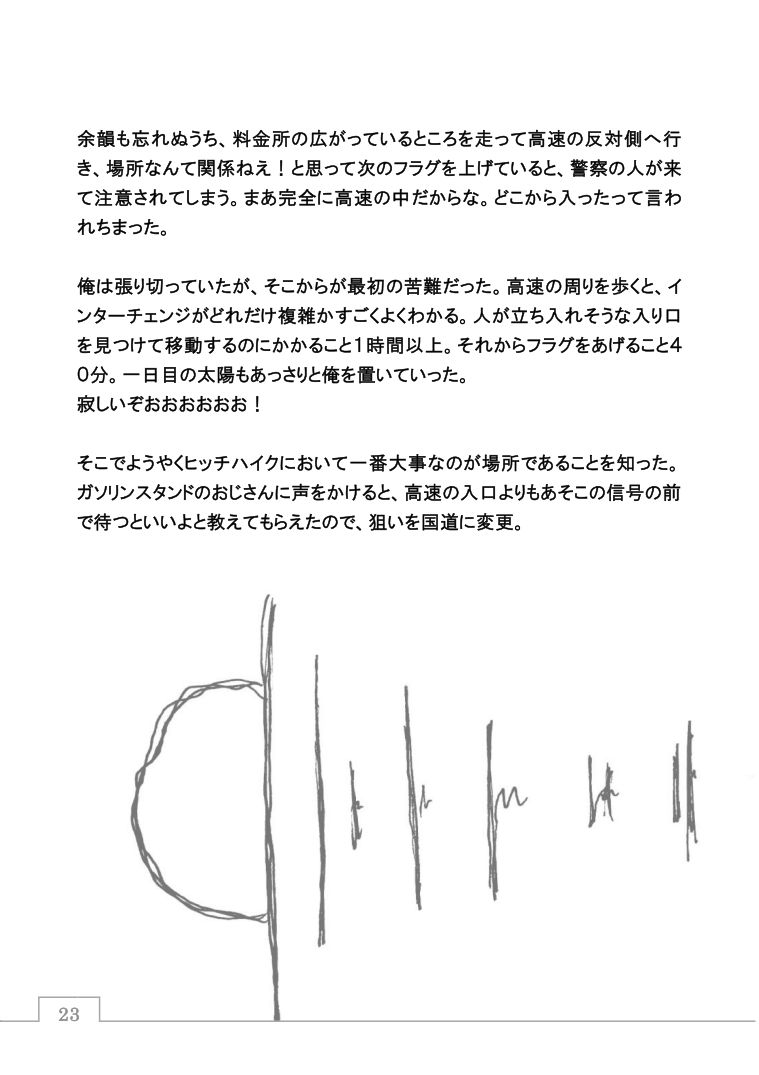 余韻も忘れぬうち、料金所の広がっているところを走って高速の反対側へ行
き、場所なんて関係ねえ！と思って次のフラグを上げていると、警察の人が来
て注意されてしまう。まあ完全に高速の中だからな。どこから入ったって言わ
れちまった。
俺は張り切っていたが、そこからが最初の苦難だった。高速の周りを歩くと、イ
ンターチェンジがどれだけ複雑かすごくよくわかる。人が立ち入れそうな入り口
を見つけて移動するのにかかること１時間以上。それからフラグをあげること４
０分。一日目の太陽もあっさりと俺を置いていった。
寂しいぞおおおおおおお！
そこでようやくヒッチハイクにおいて一番大事なのが場所であることを知った。
ガソリンスタンドのおじさんに声をかけると、高速の入口よりもあそこの信号の前
で待つといいよと教えてもらえたので、狙いを国道に変更。
23